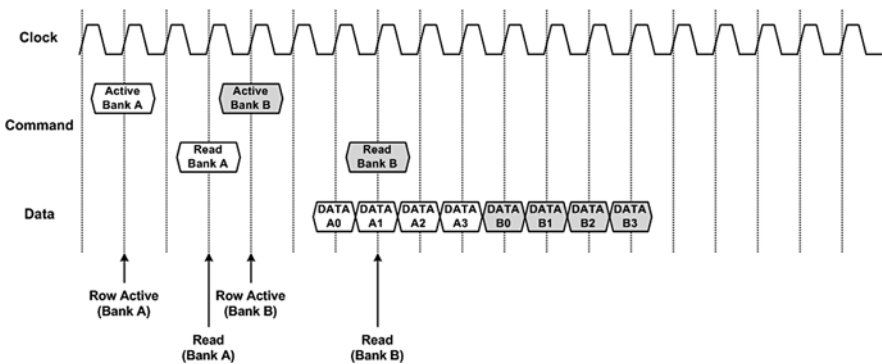 Clock
Active
Bank A
Active
Bank B
Command
Read
Bank A
Read
Bank B
Data
DATA
A0
DATA
A1
DATA
A2
DATA
A3
DATA
B0
DATA
B1
DATA
B2
DATA
B3
Row Active
(Bank A)
Row Active
(Bank B)
Read
(Bank A)
Read
(Bank B)